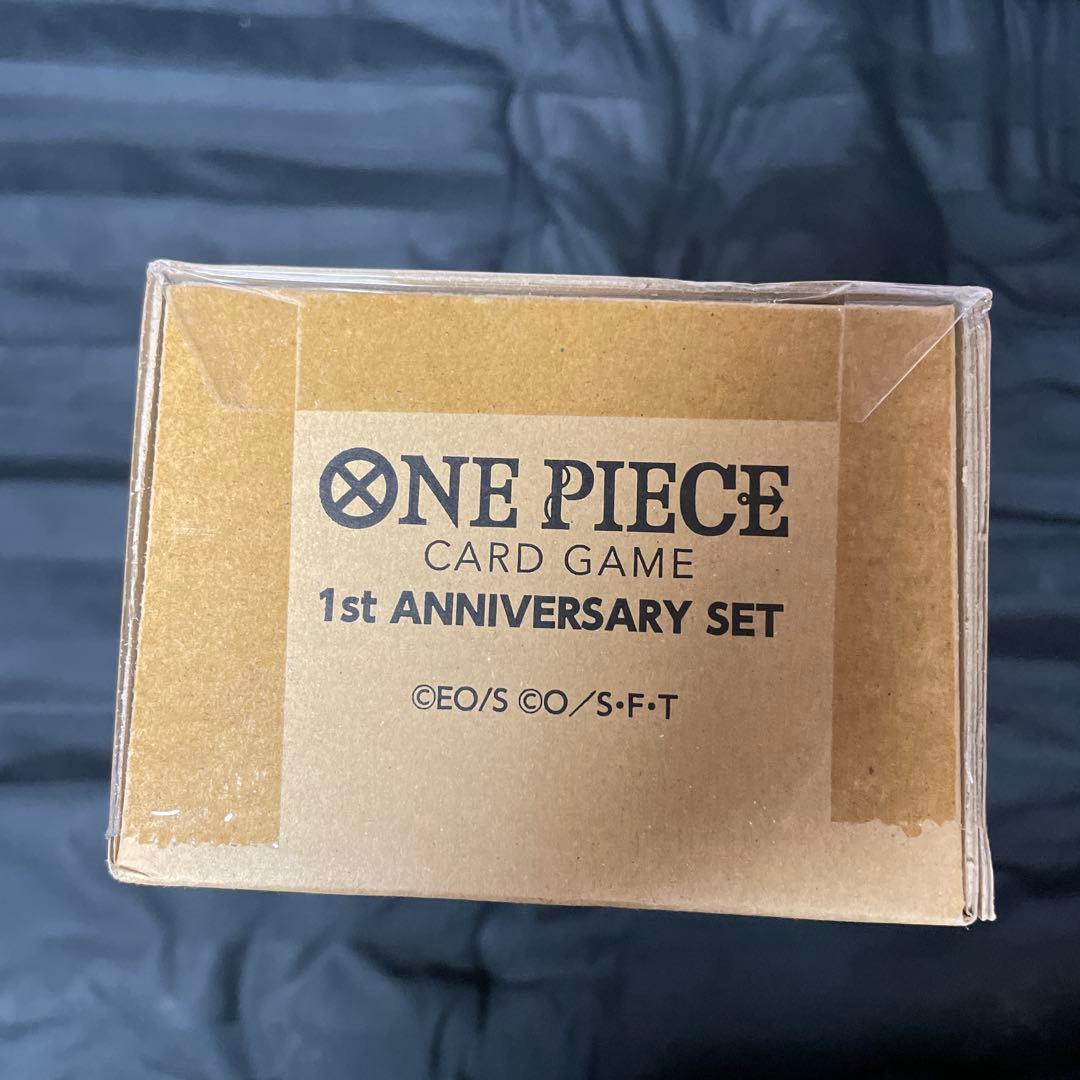 ONE PIECE
CARD GAME
1st ANNIVERSARY SET
©EO/S ©O／S・F・T